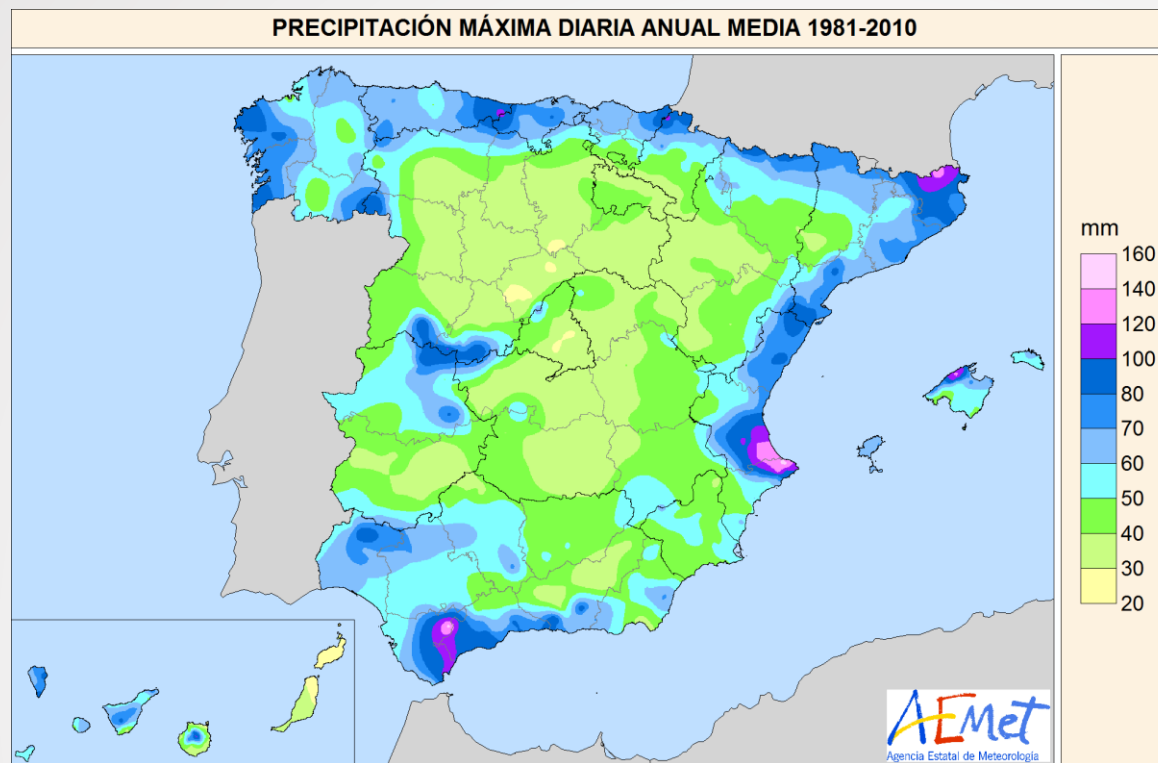 PRECIPITACIÓN MÁXIMA DIARIA ANUAL MEDIA 1981-2010
mm
160
140
120
100
80
70
60
50
40
30
20
AEMet
Agencia Estatal de Meteorología